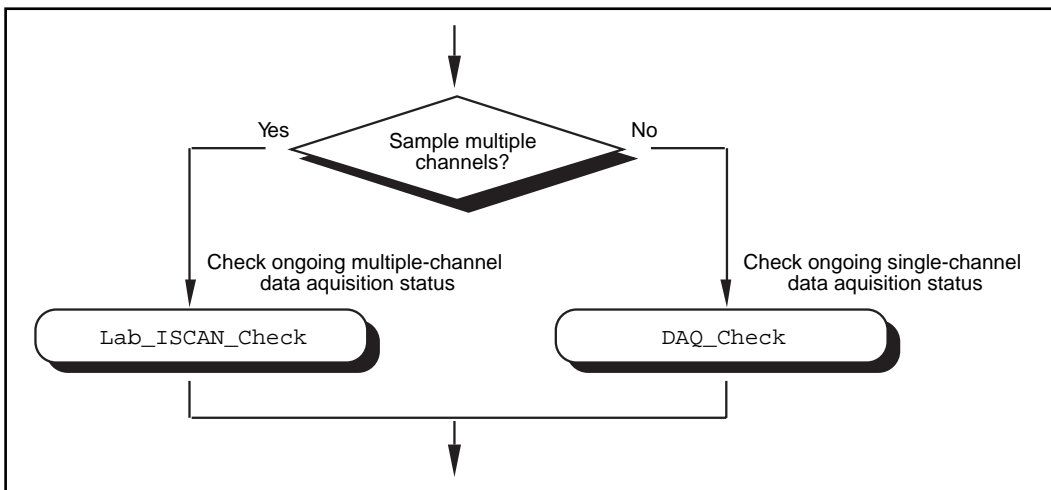 Sample multiple
channels?
Yes
No
Check ongoing multiple-channel
data aquisition status
Check ongoing single-channel
data aquisition status
Lab_ISCAN_Check
DAQ_Check